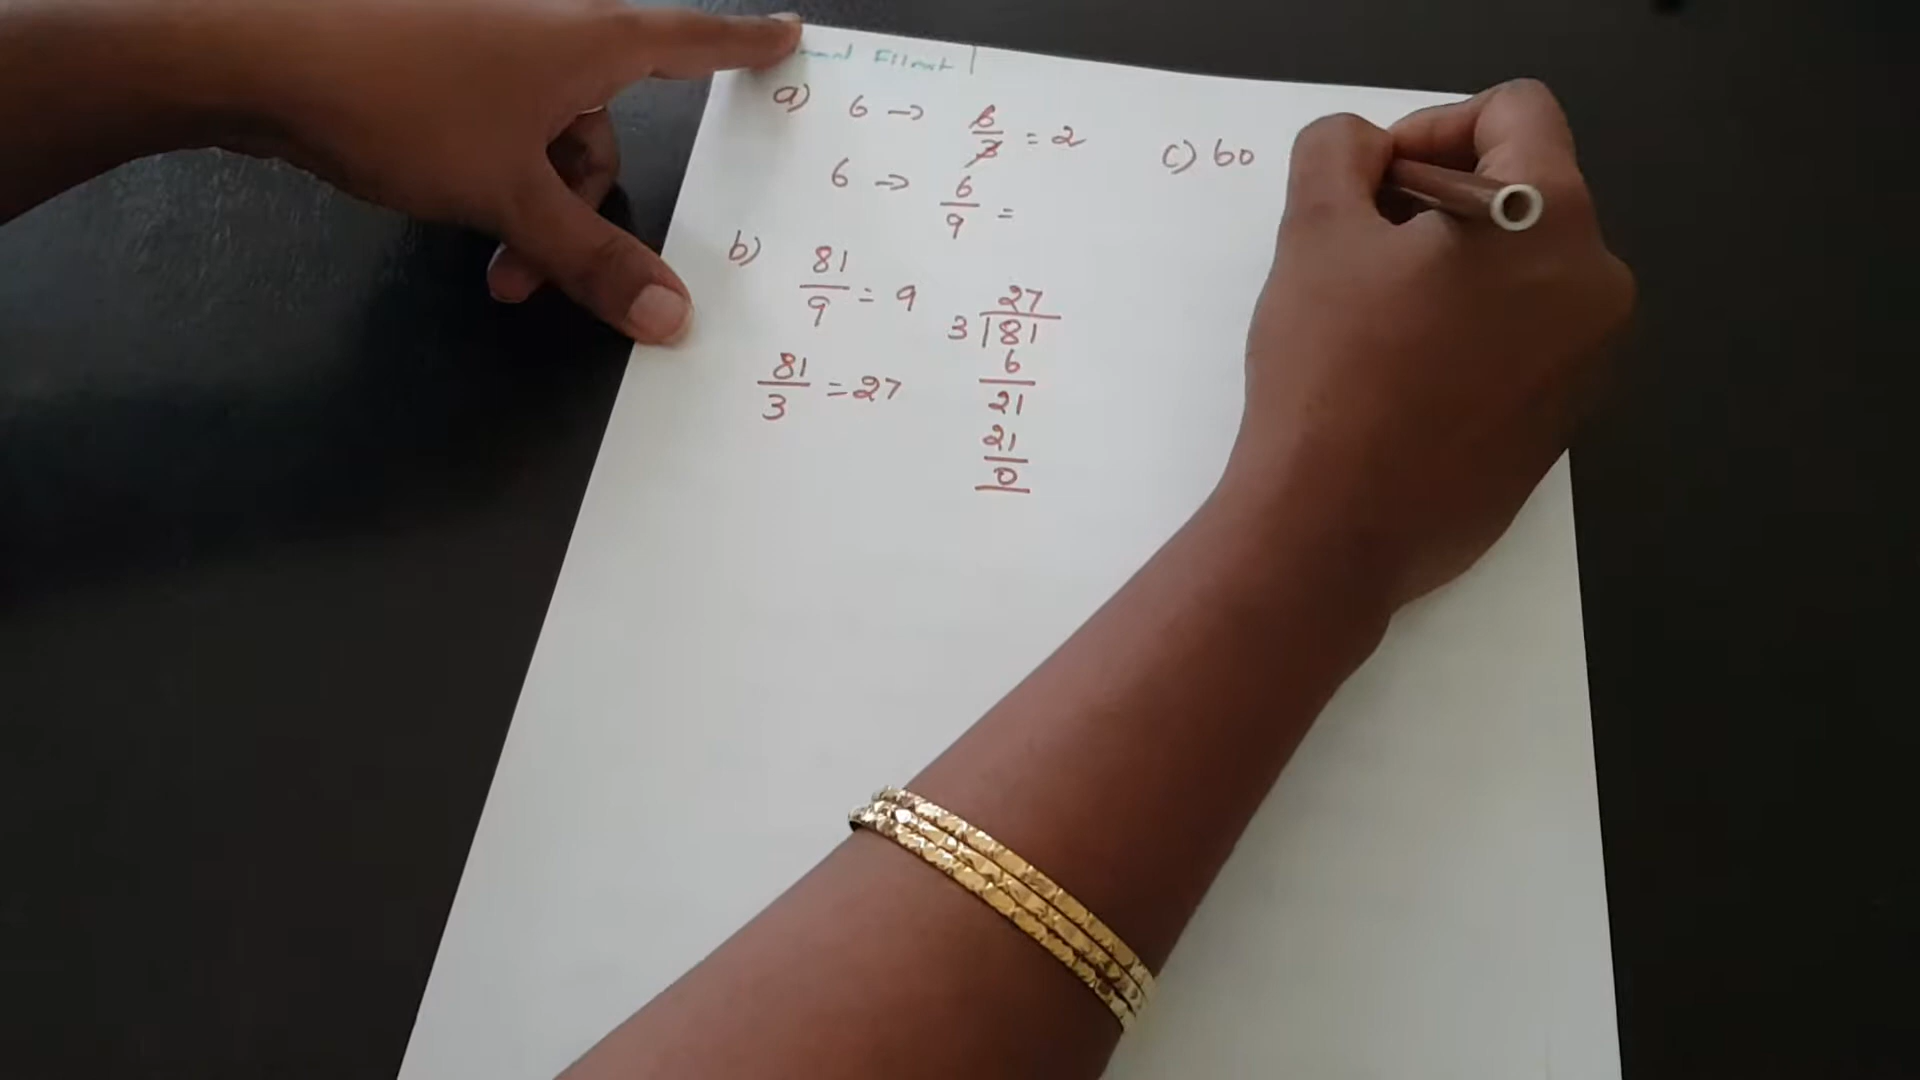 a) 6 → 6/3 = 2
6 → 6/9 =
b) 81/9 = 9
81/3 = 27
27
3 | 81
6
21
21
0
c) 60